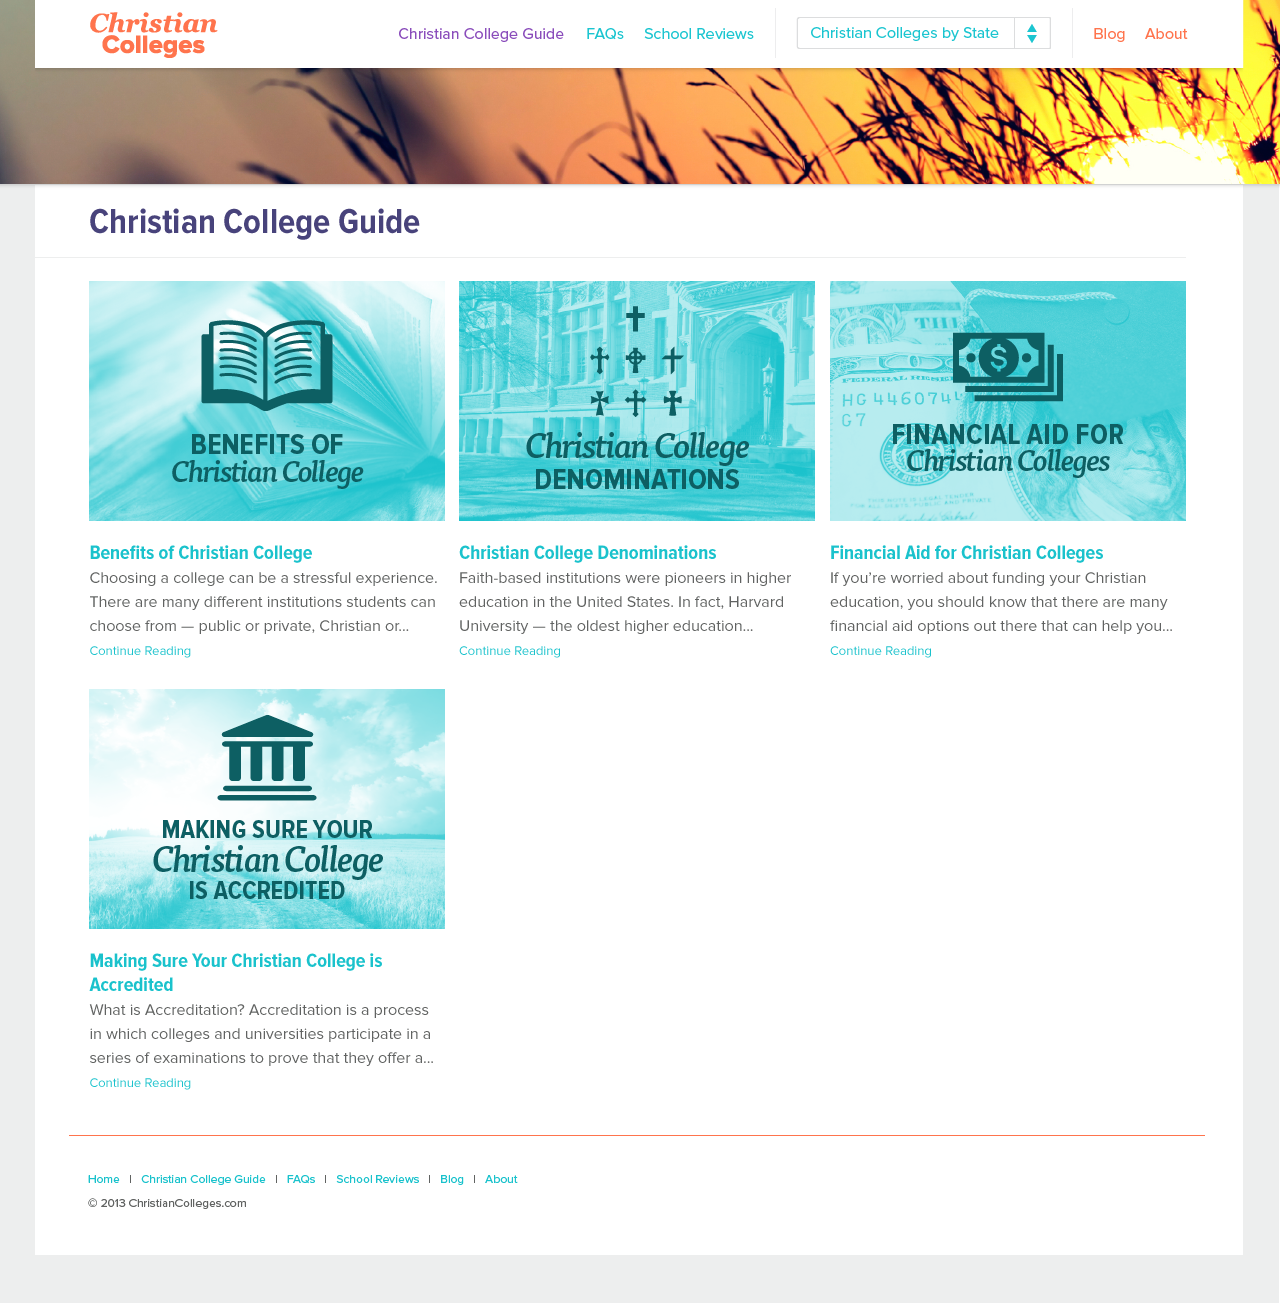 Christian
Colleges
Christian College Guide
FAQs
School Reviews
Christian Colleges by State
Blog
About
Christian College Guide
BENEFITS OF
Christian College
Christian College
DENOMINATIONS
FEDERAL RESE
HG 446074
G7
FINANCIAL AID FOR
Christian Colleges
Benefits of Christian College
Choosing a college can be a stressful experience.
There are many different institutions students can
choose from — public or private, Christian or...
Continue Reading
Christian College Denominations
Faith-based institutions were pioneers in higher
education in the United States. In fact, Harvard
University — the oldest higher education...
Continue Reading
Financial Aid for Christian Colleges
If you’re worried about funding your Christian
education, you should know that there are many
financial aid options out there that can help you...
Continue Reading
MAKING SURE YOUR
Christian College
IS ACCREDITED
Making Sure Your Christian College is
Accredited
What is Accreditation? Accreditation is a process
in which colleges and universities participate in a
series of examinations to prove that they offer a...
Continue Reading
Home | Christian College Guide | FAQs | School Reviews | Blog | About
© 2013 ChristianColleges.com